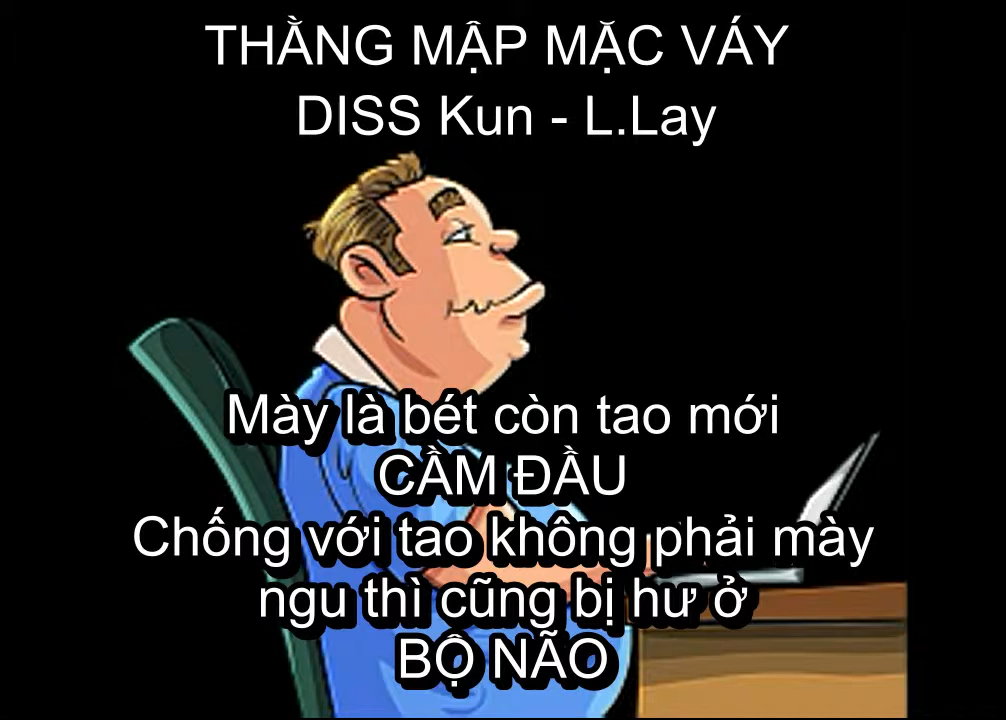 THẰNG MẬP MẶC VÁY
DISS Kun - L.Lay
Mày là bét còn tao mới
CẦM ĐẦU
Chống với tao không phải mày
ngu thì cũng bị hư ở
BỘ NÃO